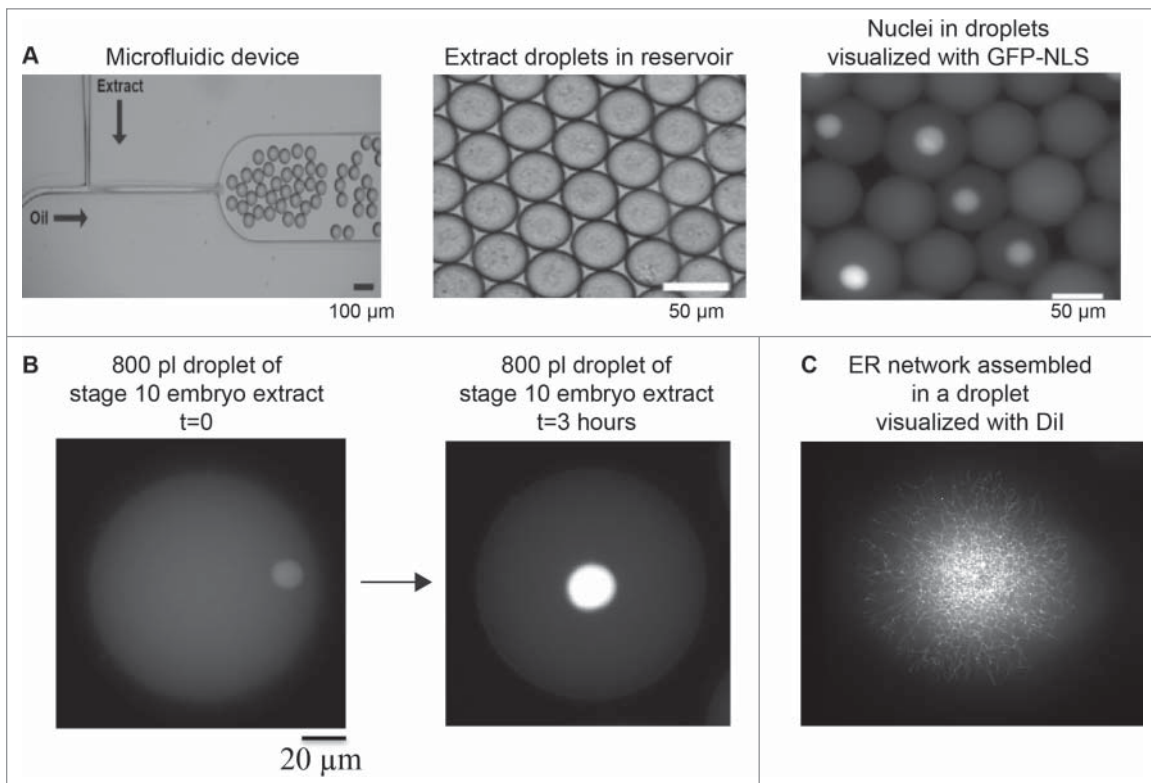 A
Microfluidic device
Extract
Oil
100 µm
Extract droplets in reservoir
50 µm
Nuclei in droplets
visualized with GFP-NLS
50 µm
B
800 pl droplet of
stage 10 embryo extract
t=0
20 µm
800 pl droplet of
stage 10 embryo extract
t=3 hours
C
ER network assembled
in a droplet
visualized with DiI